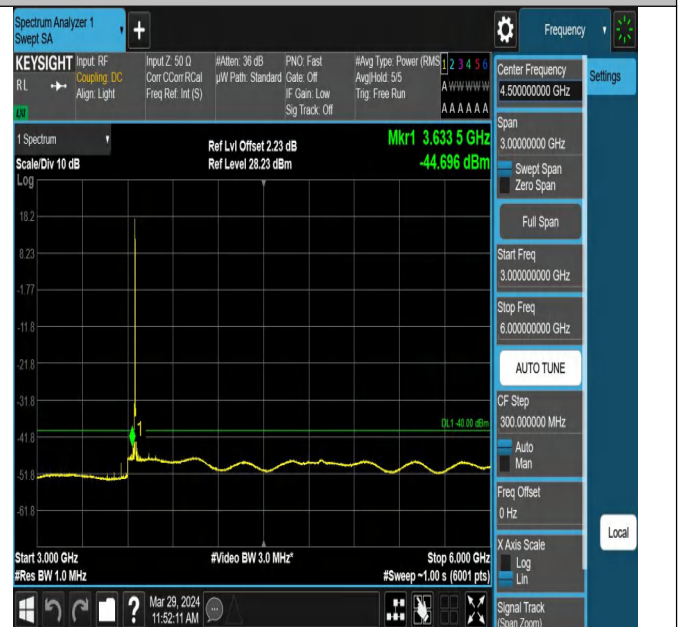 Spectrum Analyzer 1
Swept SA
Frequency
KEYSIGHT
RL
LXI
Input: RF
Coupling: DC
Align: Light
Input Z: 50 Ω
Corr CCorr RCal
Freq Ref: Int (S)
#Atten: 36 dB
µW Path: Standard
PNO: Fast
Gate: Off
IF Gain: Low
Sig Track: Off
#Avg Type: Power (RMS
Avg|Hold: 5/5
Trig: Free Run
1 2 3 4 5 6
A WW WW W
A A A A A A
1 Spectrum
Scale/Div 10 dB
Log
Ref Lvl Offset 2.23 dB
Ref Level 28.23 dBm
Mkr1 3.633 5 GHz
-44.696 dBm
18.2
8.23
-1.77
-11.8
-21.8
-31.8
-41.8
-51.8
-61.8
1
DL1 -40.00 dBm
Start 3.000 GHz
#Res BW 1.0 MHz
#Video BW 3.0 MHz*
Stop 6.000 GHz
#Sweep ~1.00 s (6001 pts)
?
Mar 29, 2024
11:52:11 AM
Center Frequency
4.500000000 GHz
Settings
Span
3.00000000 GHz
Swept Span
Zero Span
Full Span
Start Freq
3.000000000 GHz
Stop Freq
6.000000000 GHz
AUTO TUNE
CF Step
300.000000 MHz
Auto
Man
Freq Offset
0 Hz
X Axis Scale
Log
Lin
Signal Track
(Span Zoom)
Local